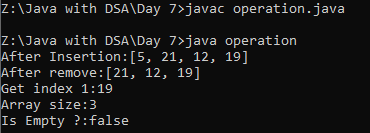 Z:\Java with DSA\Day 7>javac operation.java
Z:\Java with DSA\Day 7>java operation
After Insertion:[5, 21, 12, 19]
After remove:[21, 12, 19]
Get index 1:19
Array size:3
Is Empty ?:false